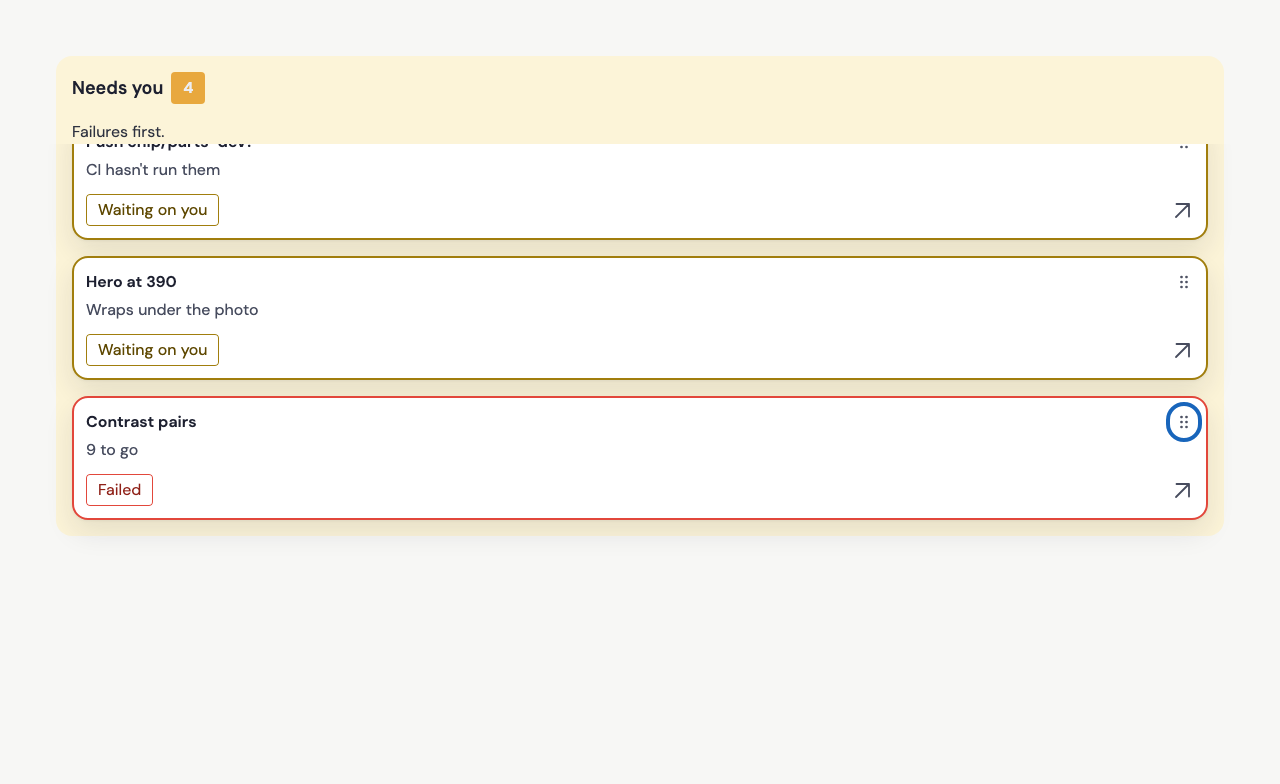 Needs you 4
Failures first.
CI hasn't run them
Waiting on you
Hero at 390
Wraps under the photo
Waiting on you
Contrast pairs
9 to go
Failed